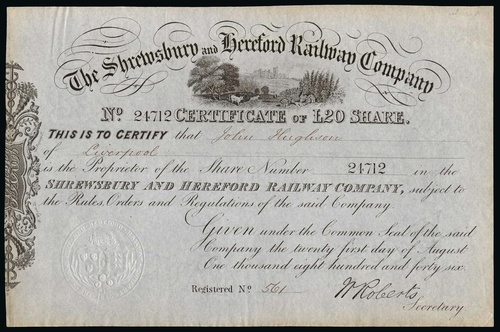 The Shrewsbury and Hereford Railway Company
No 24712 CERTIFICATE OF L20 SHARE.
THIS IS TO CERTIFY that John Hughson
of Liverpool
is the Proprietor of the Share Number 24712 in the
SHREWSBURY AND HEREFORD RAILWAY COMPANY, subject to
the Rules, Orders and Regulations of the said Company
Given under the Common Seal of the said
Company the twenty first day of August
One thousand eight hundred and forty six.
Registered No 561
W Roberts
Secretary